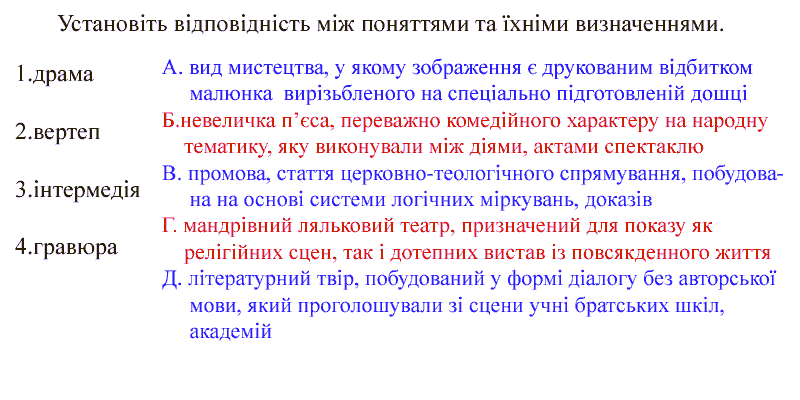 Установіть відповідність між поняттями та їхніми визначеннями.
1.драма
2.вертеп
3.інтермедія
4.гравюра
А. вид мистецтва, у якому зображення є друкованим відбитком
малюнка вирізьбленого на спеціально підготовленій дошці
Б.невеличка п’єса, переважно комедійного характеру на народну
тематику, яку виконували між діями, актами спектаклю
В. промова, стаття церковно-теологічного спрямування, побудова-
на на основі системи логічних міркувань, доказів
Г. мандрівний ляльковий театр, призначений для показу як
релігійних сцен, так і дотепних вистав із повсякденного життя
Д. літературний твір, побудований у формі діалогу без авторської
мови, який проголошували зі сцени учні братських шкіл,
академій